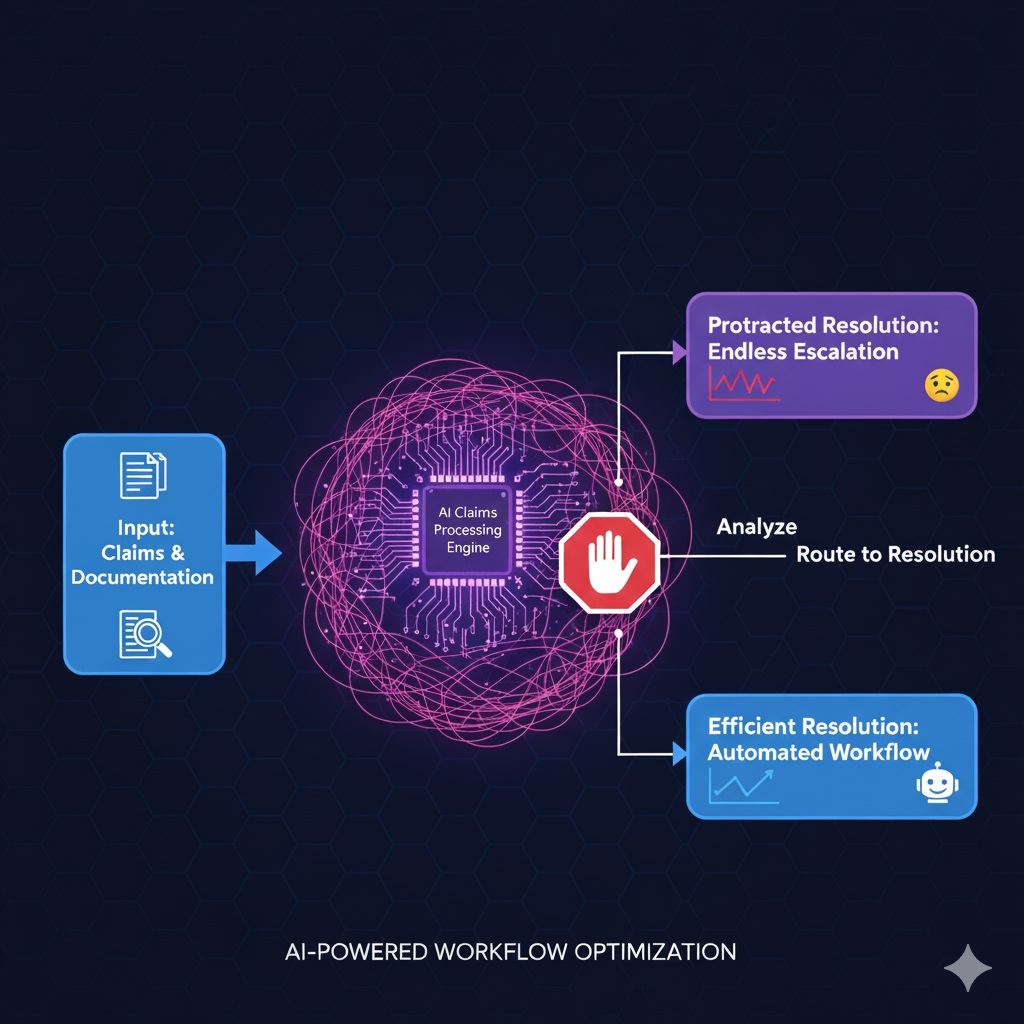 Protracted Resolution:
Endless Escalation
Input:
Claims &
Documentation
AI Claims
Processing
Engine
Analyze
Route to Resolution
Efficient Resolution:
Automated Workflow
AI-POWERED WORKFLOW OPTIMIZATION